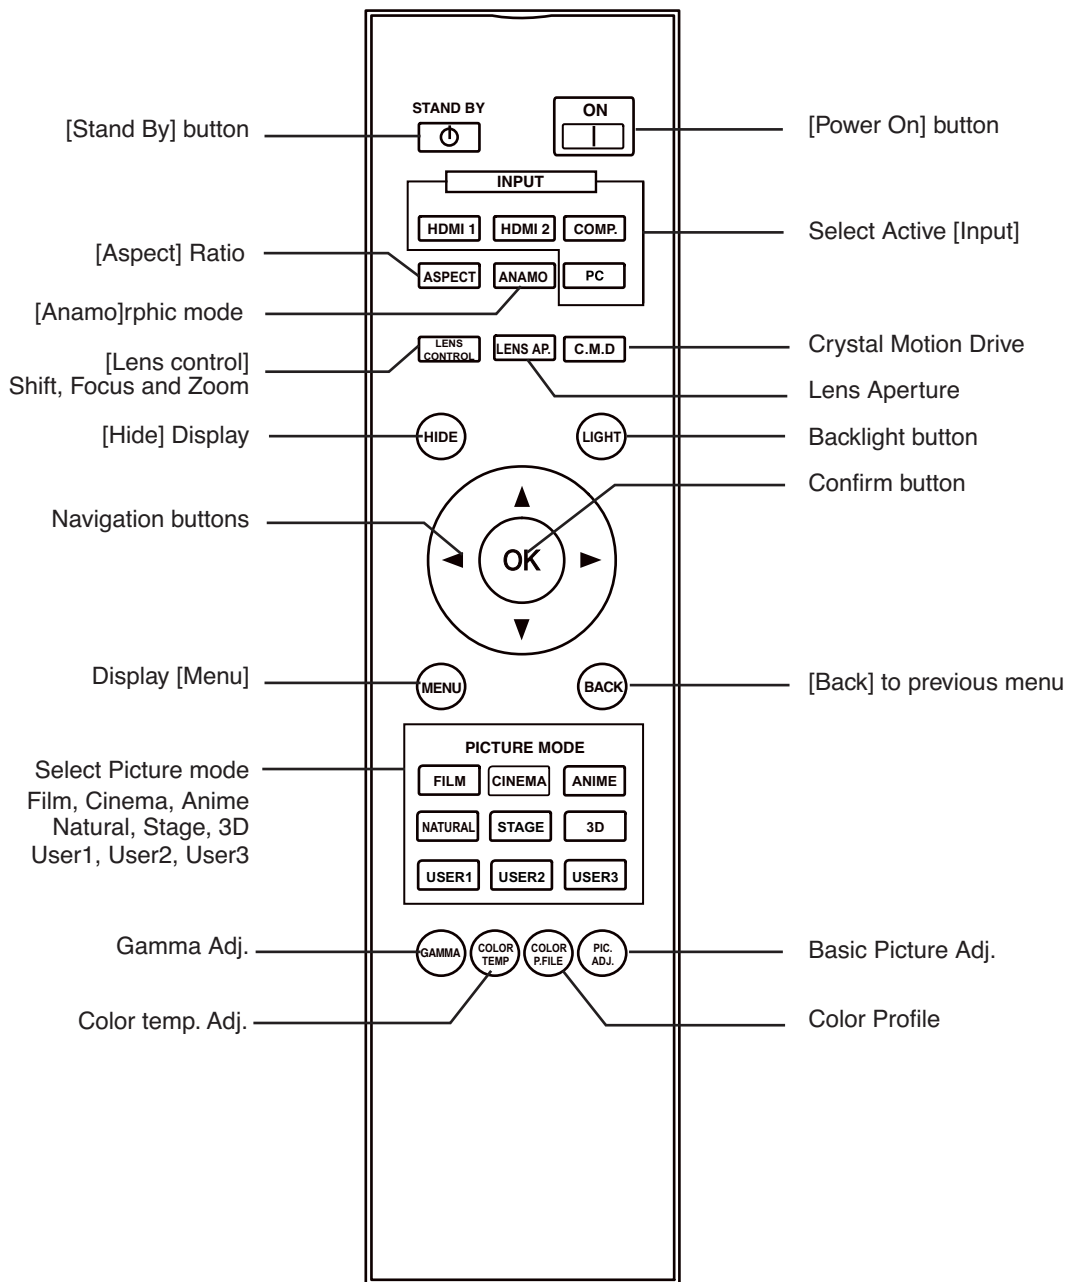 STAND BY
ON
[Stand By] button
[Power On] button
INPUT
HDMI 1
HDMI 2
COMP.
Select Active [Input]
[Aspect] Ratio
ASPECT
ANAMO
PC
[Anamo]rphic mode
[Lens control]
Shift, Focus and Zoom
LENS
CONTROL
LENS AP.
C.M.D
Crystal Motion Drive
Lens Aperture
[Hide] Display
HIDE
LIGHT
Backlight button
Confirm button
Navigation buttons
OK
Display [Menu]
MENU
BACK
[Back] to previous menu
PICTURE MODE
Select Picture mode
Film, Cinema, Anime
Natural, Stage, 3D
User1, User2, User3
FILM
CINEMA
ANIME
NATURAL
STAGE
3D
USER1
USER2
USER3
Gamma Adj.
GAMMA
COLOR
TEMP
COLOR
P.FILE
PIC.
ADJ.
Basic Picture Adj.
Color temp. Adj.
Color Profile